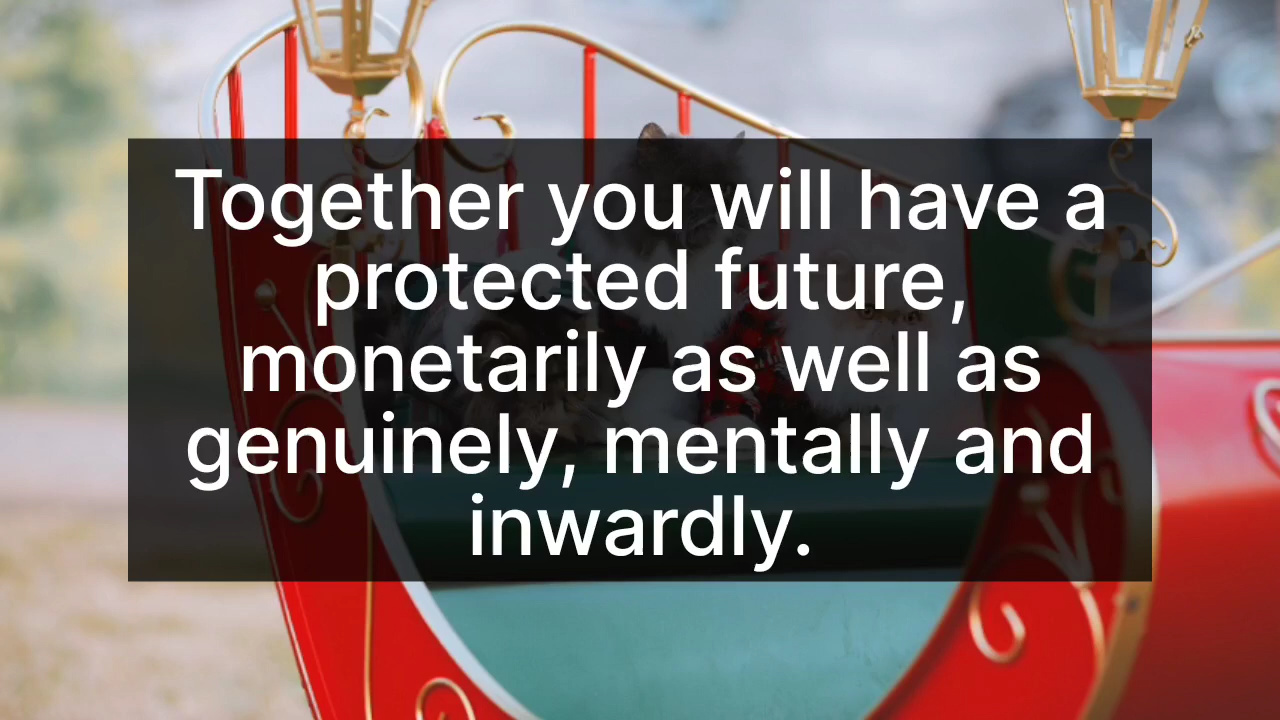 Together you will have a
protected future,
monetarily as well as
genuinely, mentally and
inwardly.